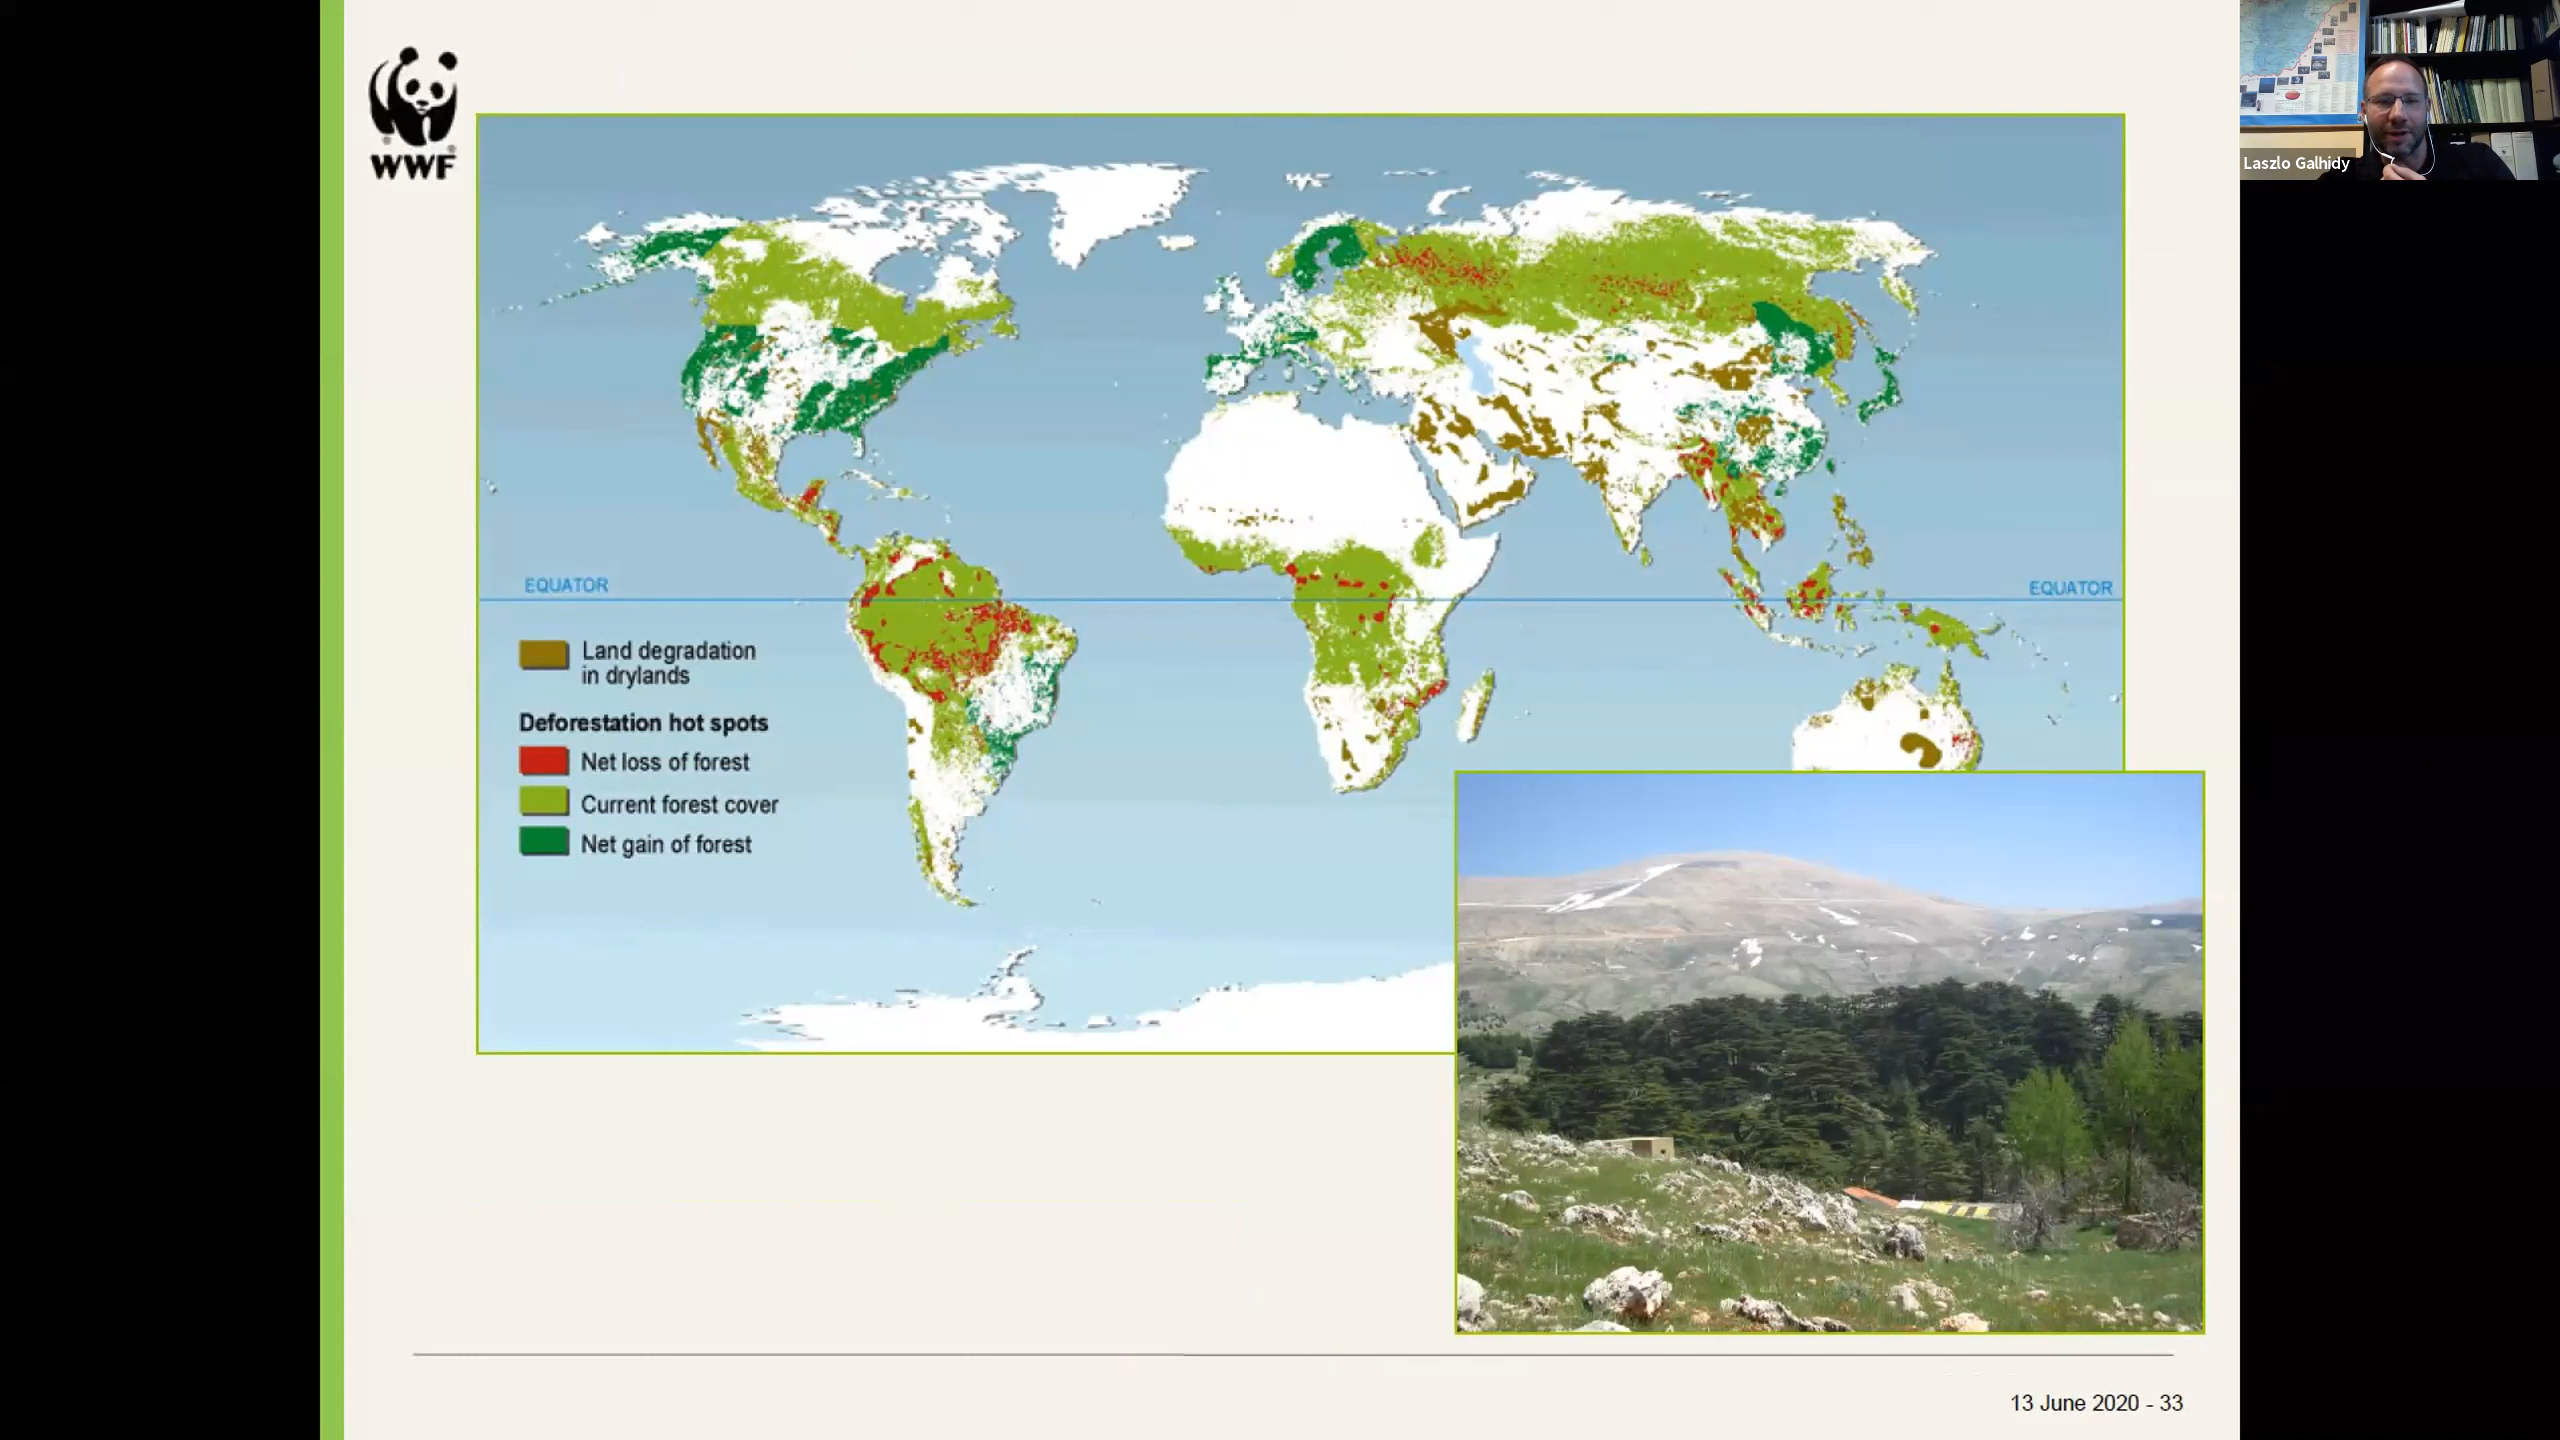 WWF
Laszlo Galhidy
EQUATOR
EQUATOR
Land degradation
in drylands
Deforestation hot spots
Net loss of forest
Current forest cover
Net gain of forest
13 June 2020 - 33